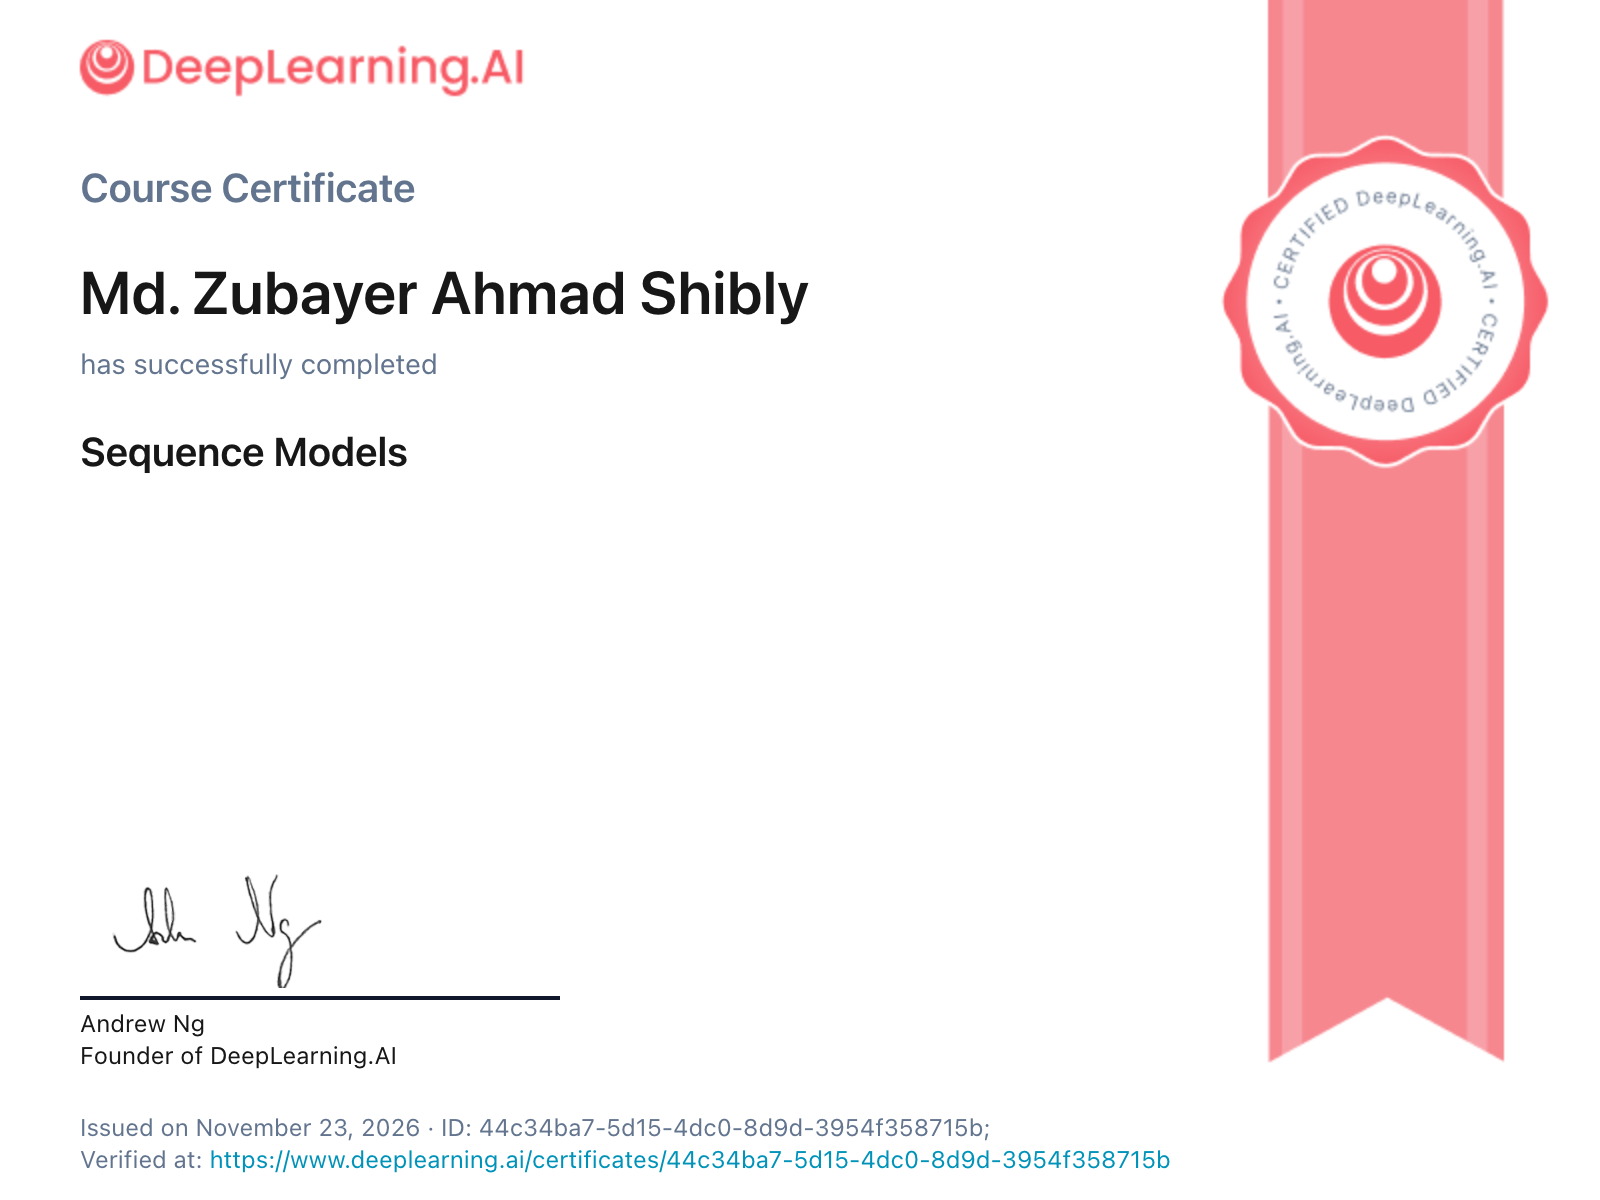 DeepLearning.AI
Course Certificate
Md. Zubayer Ahmad Shibly
has successfully completed
Sequence Models
CERTIFIED DeepLearning.AI • CERTIFIED DeepLearning.AI •
Andrew Ng
Founder of DeepLearning.AI
Issued on November 23, 2026 · ID: 44c34ba7-5d15-4dc0-8d9d-3954f358715b;
Verified at: https://www.deeplearning.ai/certificates/44c34ba7-5d15-4dc0-8d9d-3954f358715b